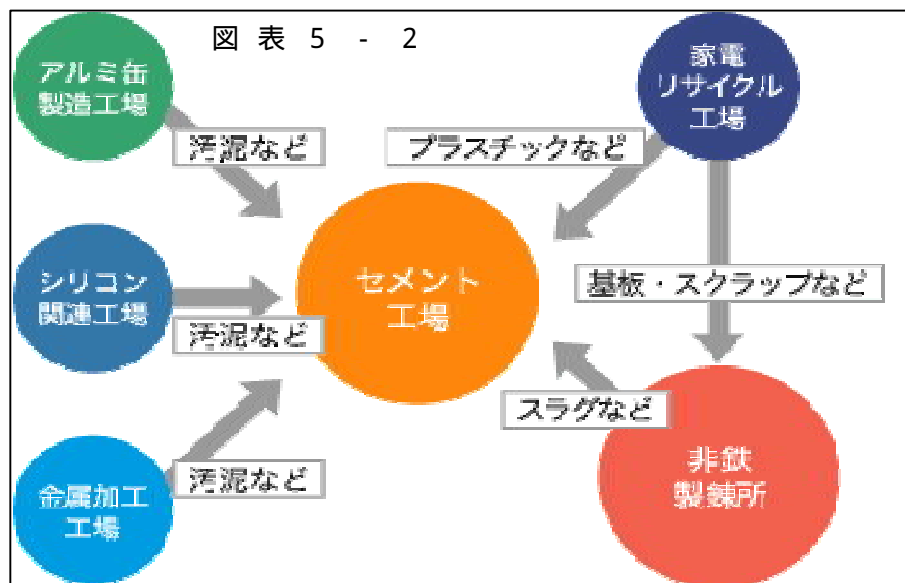 図表5-2
アルミ缶
製造工場
家電
リサイクル
工場
汚泥など
プラスチックなど
シリコン
関連工場
セメント
工場
基板・スクラップなど
汚泥など
スラグなど
金属加工
工場
汚泥など
非鉄
製錬所